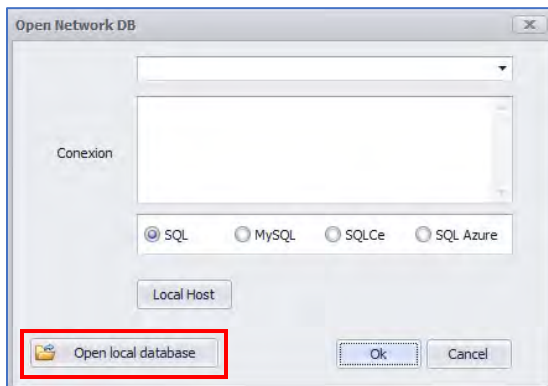 Open Network DB
Conexion
SQL MySQL SQLCe SQL Azure
Local Host
Open local database Ok Cancel